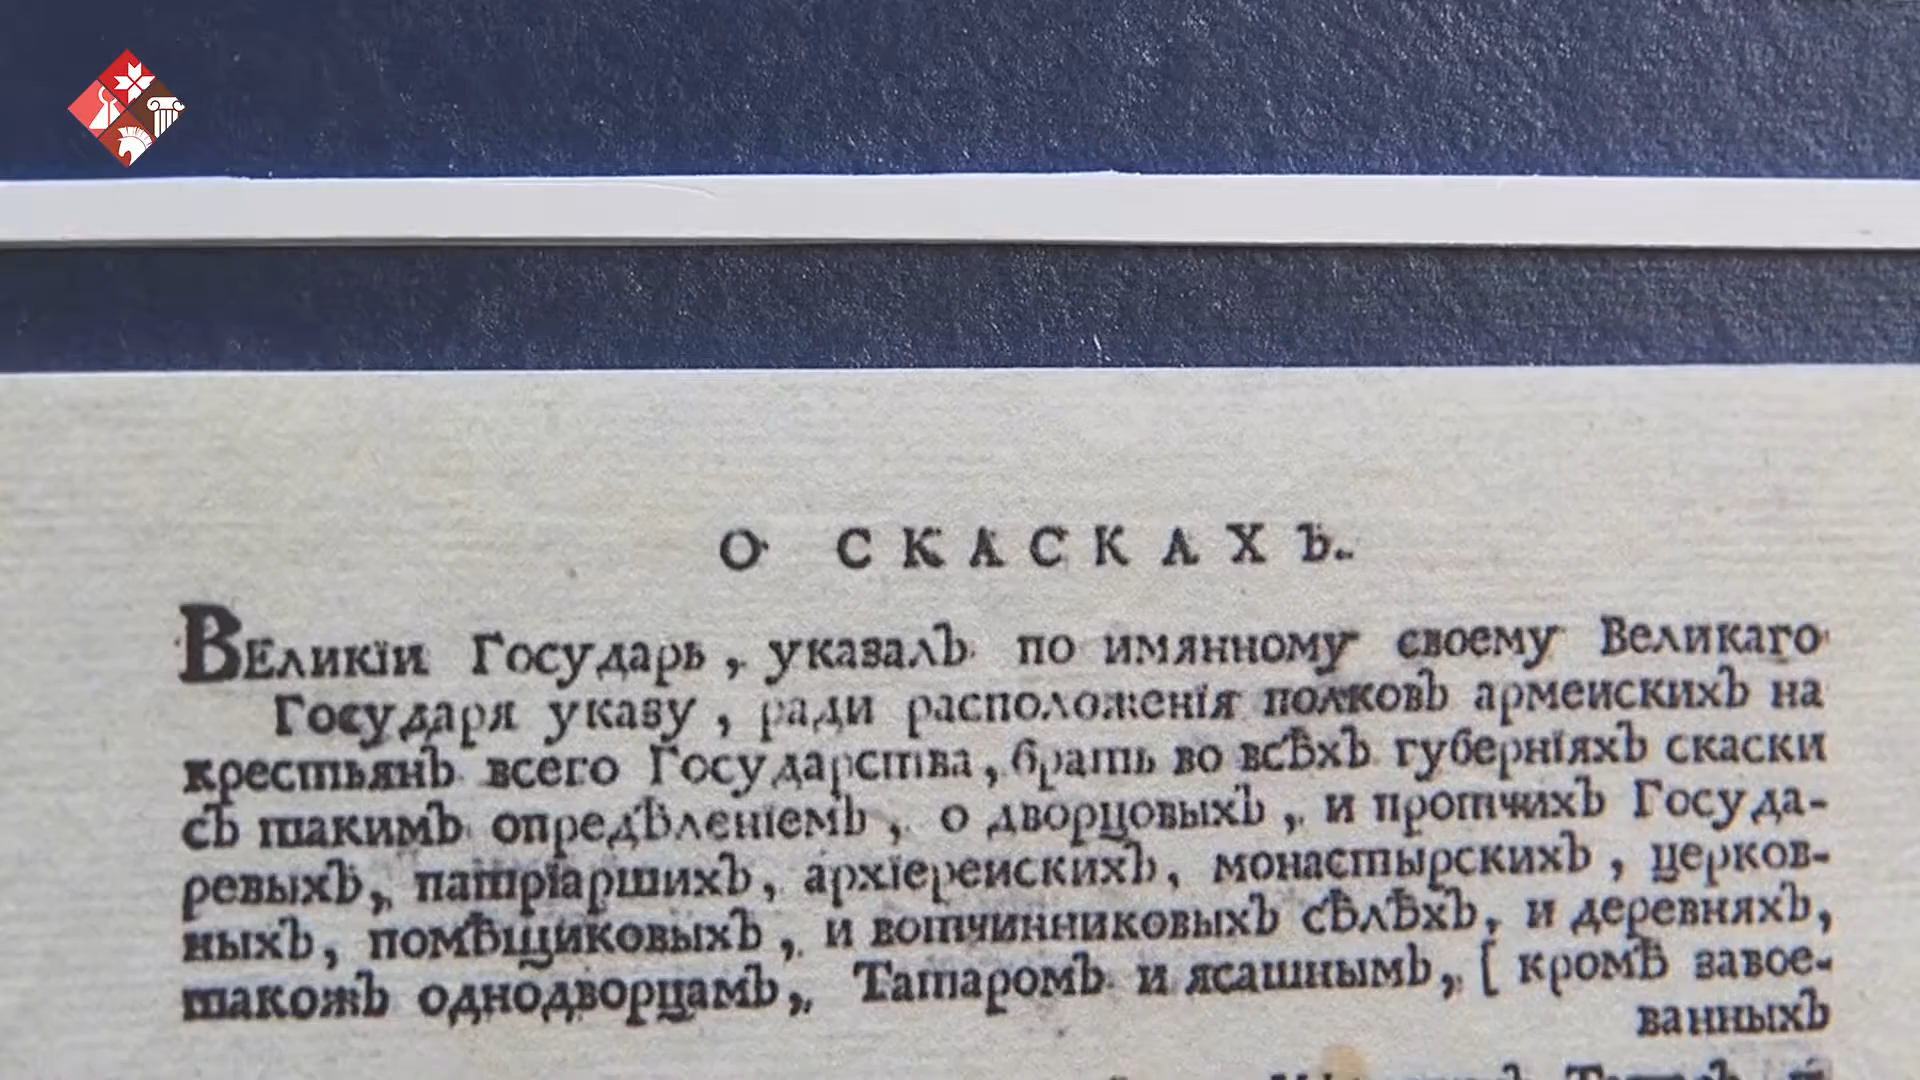 О СКАСКАХЪ.
ВЕликїи Государь, указалъ по имянному своему Великаго
Государя указу, ради расположенїя полковъ армеискихъ на
крестьянъ всего Государства, брать во всѣхъ губернїяхъ скаски
съ такимъ опредѣленїемъ, о дворцовыхъ, и протчихъ Госуда-
ревыхъ, патрїаршихъ, архїереискихъ, монастырскихъ, церков-
ныхъ, помѣщиковыхъ, и вотчинниковыхъ сѣлѣхъ, и деревняхъ,
такожъ однодворцамъ, Татаромъ и ясашнымъ, [ кромѣ завое-
ванныхъ